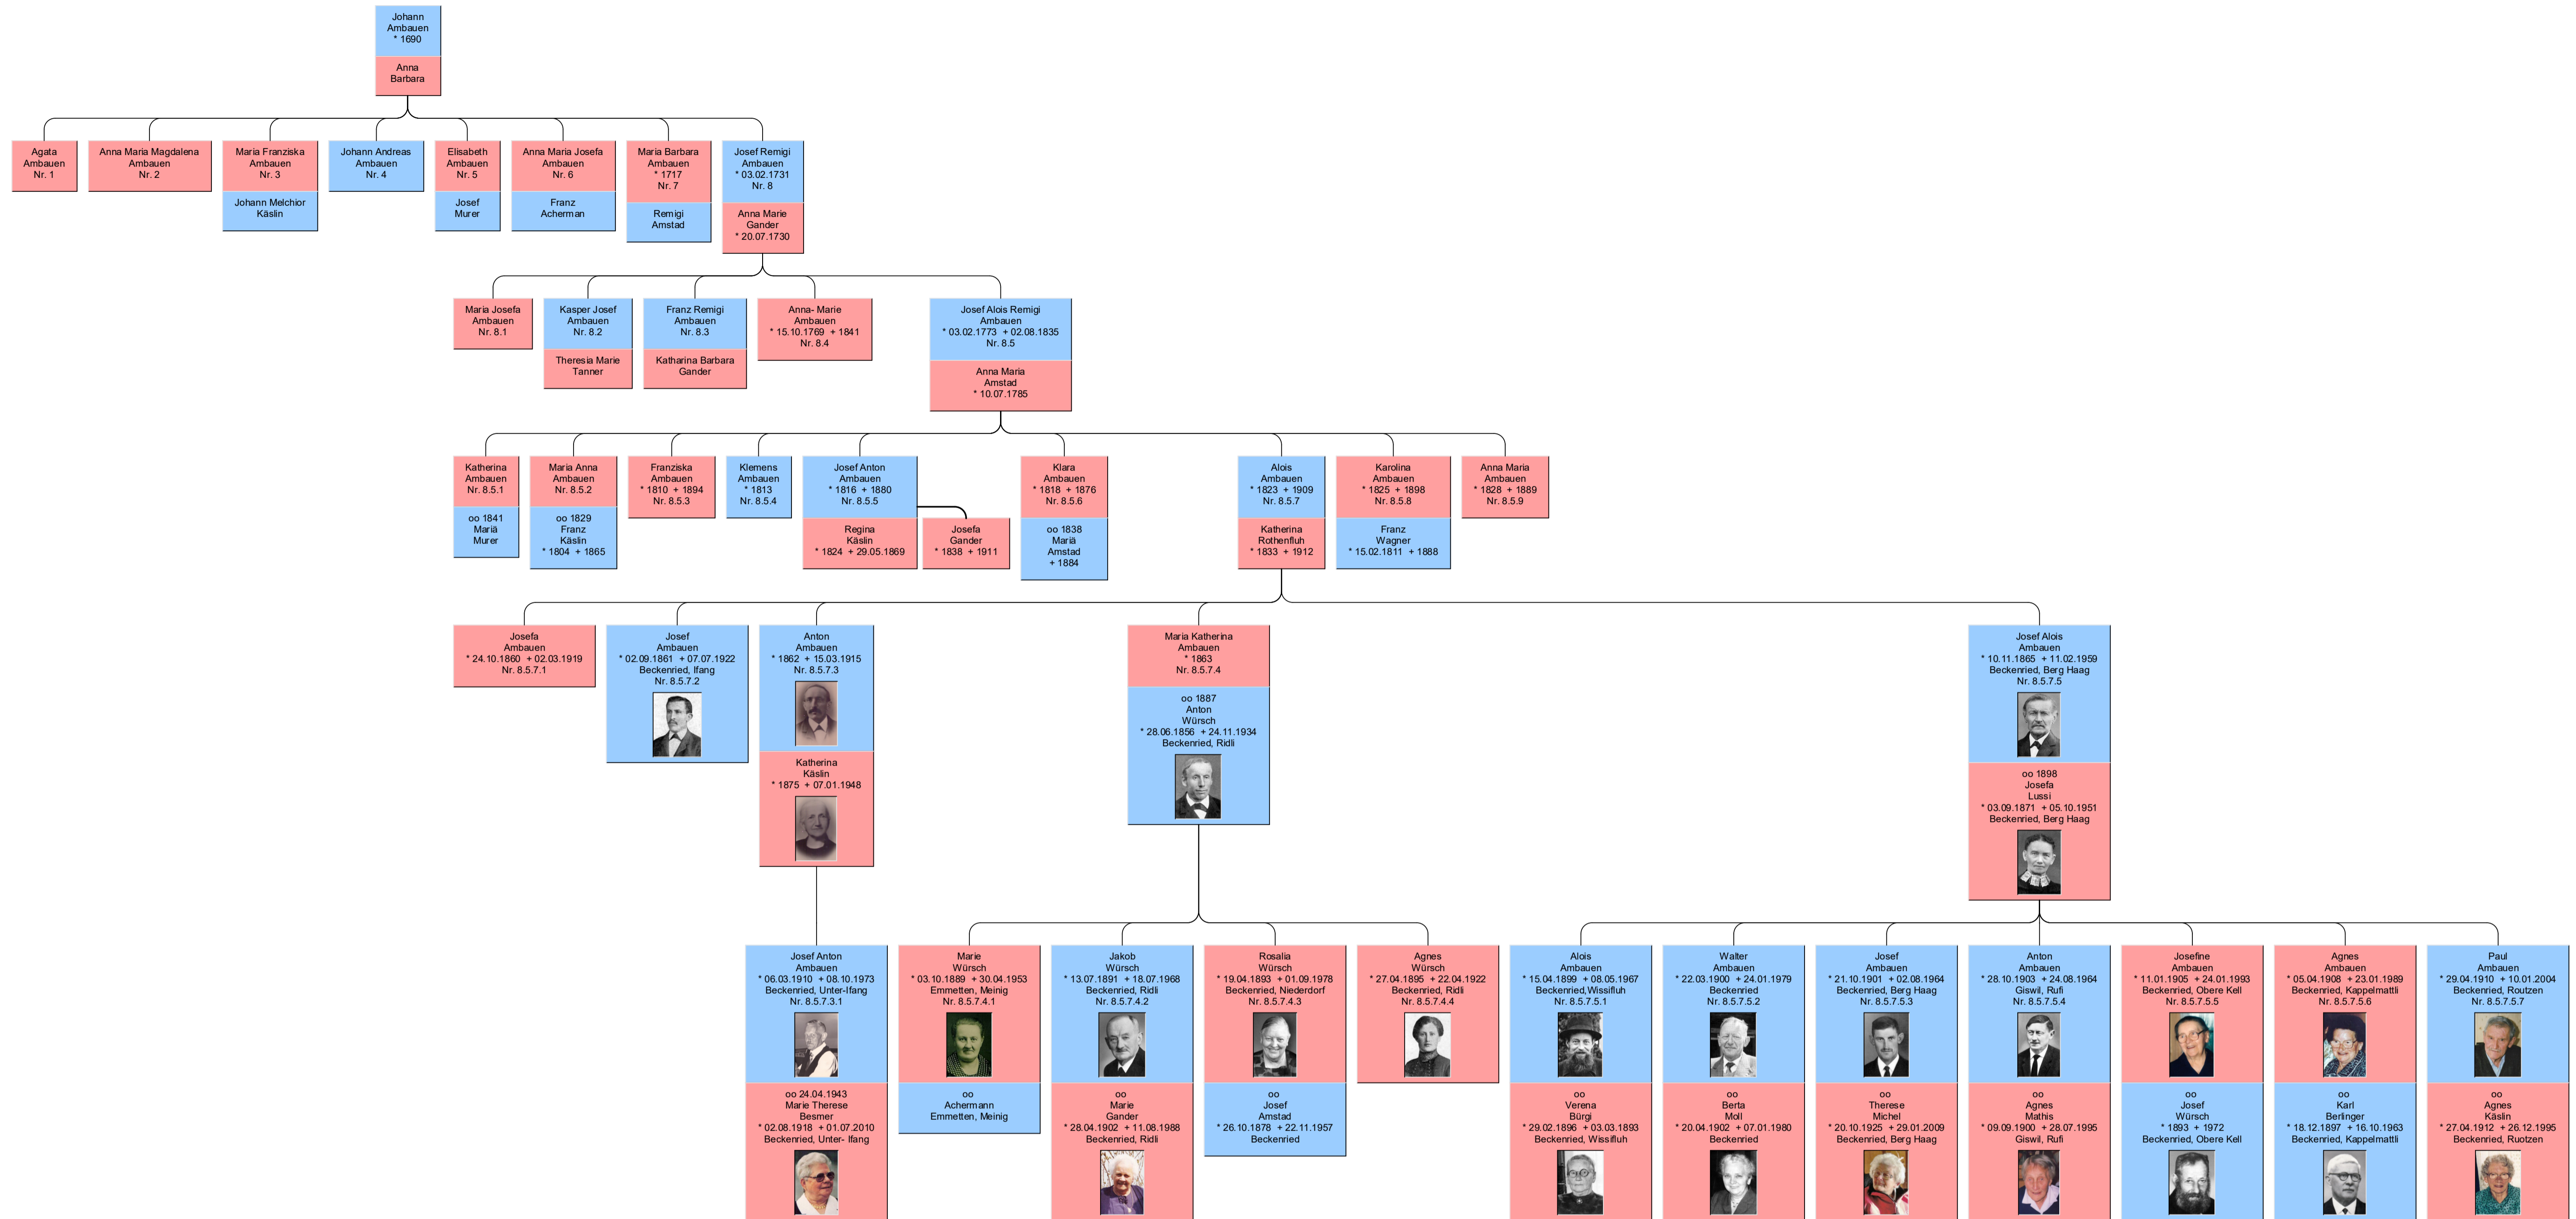 Johann
Ambauen
* 1690
Anna
Barbara
Agata
Ambauen
Nr. 1
Anna Maria Magdalena
Ambauen
Nr. 2
Maria Franziska
Ambauen
Nr. 3
Johann Melchior
Käslin
Johann Andreas
Ambauen
Nr. 4
Elisabeth
Ambauen
Nr. 5
Josef
Murer
Anna Maria Josefa
Ambauen
Nr. 6
Franz
Acherman
Maria Barbara
Ambauen
* 1717
Nr. 7
Remigi
Amstad
Josef Remigi
Ambauen
* 03.02.1731
Nr. 8
Anna Marie
Gander
* 20.07.1730
Maria Josefa
Ambauen
Nr. 8.1
Kasper Josef
Ambauen
Nr. 8.2
Theresia Marie
Tanner
Franz Remigi
Ambauen
Nr. 8.3
Katharina Barbara
Gander
Anna- Marie
Ambauen
* 15.10.1769 + 1841
Nr. 8.4
Josef Alois Remigi
Ambauen
* 03.02.1773 + 02.08.1835
Nr. 8.5
Anna Maria
Amstad
* 10.07.1785
Katherina
Ambauen
Nr. 8.5.1
oo 1841
Mariä
Murer
Maria Anna
Ambauen
Nr. 8.5.2
oo 1829
Franz
Käslin
* 1804 + 1865
Franziska
Ambauen
* 1810 + 1894
Nr. 8.5.3
Klemens
Ambauen
* 1813
Nr. 8.5.4
Josef Anton
Ambauen
* 1816 + 1880
Nr. 8.5.5
Regina
Käslin
* 1824 + 29.05.1869
Josefa
Gander
* 1838 + 1911
Klara
Ambauen
* 1818 + 1876
Nr. 8.5.6
oo 1838
Mariä
Amstad
+ 1884
Alois
Ambauen
* 1823 + 1909
Nr. 8.5.7
Katherina
Rothenfluh
* 1833 + 1912
Karolina
Ambauen
* 1825 + 1898
Nr. 8.5.8
Franz
Wagner
* 15.02.1811 + 1888
Anna Maria
Ambauen
* 1828 + 1889
Nr. 8.5.9
Josefa
Ambauen
* 24.10.1860 + 02.03.1919
Nr. 8.5.7.1
Josef
Ambauen
* 02.09.1861 + 07.07.1922
Beckenried, Ifang
Nr. 8.5.7.2
Anton
Ambauen
* 1862 + 15.03.1915
Nr. 8.5.7.3
Katherina
Käslin
* 1875 + 07.01.1948
Maria Katherina
Ambauen
* 1863
Nr. 8.5.7.4
oo 1887
Anton
Würsch
* 28.06.1856 + 24.11.1934
Beckenried, Ridli
Josef Alois
Ambauen
* 10.11.1865 + 11.02.1959
Beckenried, Berg Haag
Nr. 8.5.7.5
oo 1898
Josefa
Lussi
* 03.09.1871 + 05.10.1951
Beckenried, Berg Haag
Josef Anton
Ambauen
* 06.03.1910 + 08.10.1973
Beckenried, Unter-Ifang
Nr. 8.5.7.3.1
oo 24.04.1943
Marie Therese
Besmer
* 02.08.1918 + 01.07.2010
Beckenried, Unter- Ifang
Marie
Würsch
* 03.10.1889 + 30.04.1953
Emmetten, Meinig
Nr. 8.5.7.4.1
oo
Achermann
Emmetten, Meinig
Jakob
Würsch
* 13.07.1891 + 18.07.1968
Beckenried, Ridli
Nr. 8.5.7.4.2
oo
Marie
Gander
* 28.04.1902 + 11.08.1988
Beckenried, Ridli
Rosalia
Würsch
* 19.04.1893 + 01.09.1978
Beckenried, Niederdorf
Nr. 8.5.7.4.3
oo
Josef
Amstad
* 26.10.1878 + 22.11.1957
Beckenried
Agnes
Würsch
* 27.04.1895 + 22.04.1922
Beckenried, Ridli
Nr. 8.5.7.4.4
Alois
Ambauen
* 15.04.1899 + 08.05.1967
Beckenried,Wissifluh
Nr. 8.5.7.5.1
oo
Verena
Bürgi
* 29.02.1896 + 03.03.1893
Beckenried, Wissifluh
Walter
Ambauen
* 22.03.1900 + 24.01.1979
Beckenried
Nr. 8.5.7.5.2
oo
Berta
Moll
* 20.04.1902 + 07.01.1980
Beckenried
Josef
Ambauen
* 21.10.1901 + 02.08.1964
Beckenried, Berg Haag
Nr. 8.5.7.5.3
oo
Therese
Michel
* 20.10.1925 + 29.01.2009
Beckenried, Berg Haag
Anton
Ambauen
* 28.10.1903 + 24.08.1964
Giswil, Rufi
Nr. 8.5.7.5.4
oo
Agnes
Mathis
* 09.09.1900 + 28.07.1995
Giswil, Rufi
Josefine
Ambauen
* 11.01.1905 + 24.01.1993
Beckenried, Obere Kell
Nr. 8.5.7.5.5
oo
Josef
Würsch
* 1893 + 1972
Beckenried, Obere Kell
Agnes
Ambauen
* 05.04.1908 + 23.01.1989
Beckenried, Kappelmattli
Nr. 8.5.7.5.6
oo
Karl
Berlinger
* 18.12.1897 + 16.10.1963
Beckenried, Kappelmattli
Paul
Ambauen
* 29.04.1910 + 10.01.2004
Beckenried, Routzen
Nr. 8.5.7.5.7
oo
Agnes
Käslin
* 27.04.1912 + 26.12.1995
Beckenried, Ruotzen